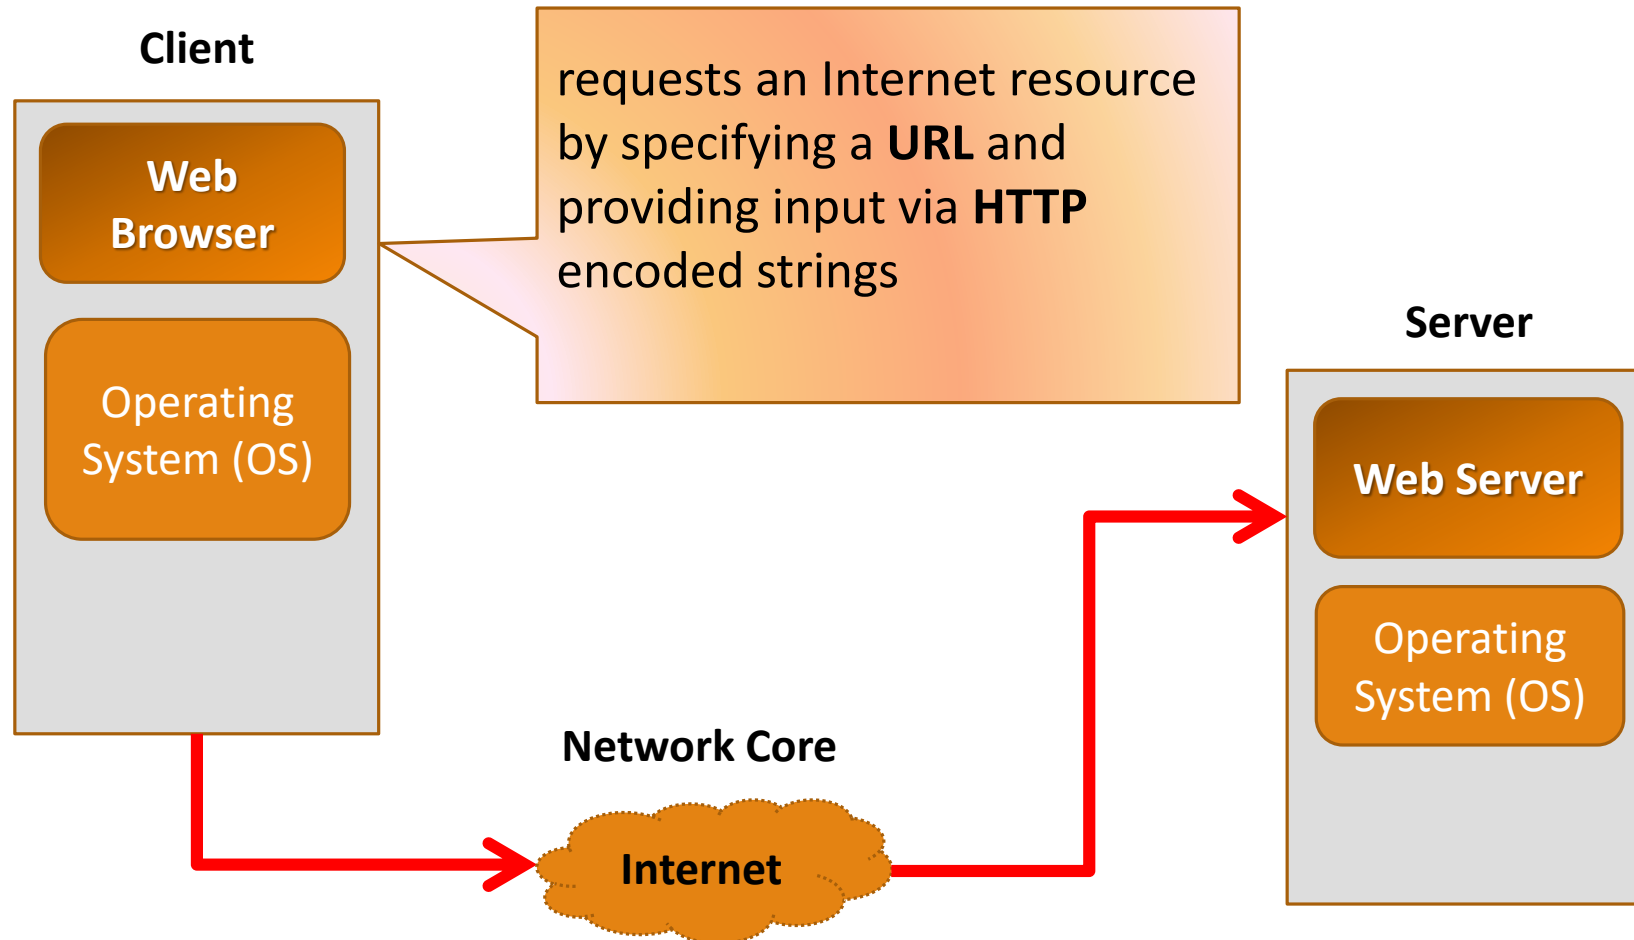 Client
Web
Browser
Operating
System (OS)
requests an Internet resource
by specifying a URL and
providing input via HTTP
encoded strings
Server
Web Server
Operating
System (OS)
Network Core
Internet